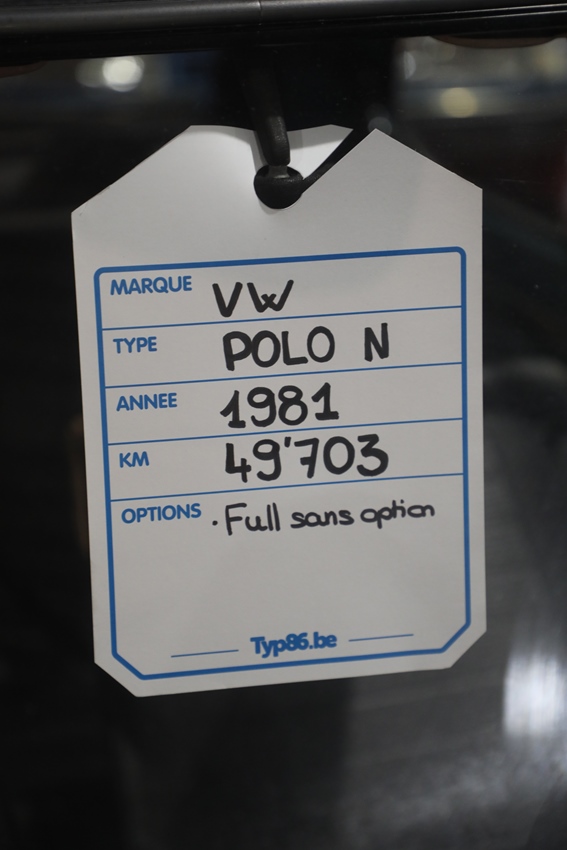 MARQUE VW
TYPE POLO N
ANNEE 1981
KM 49'703
OPTIONS · Full sans option
Typ86.be